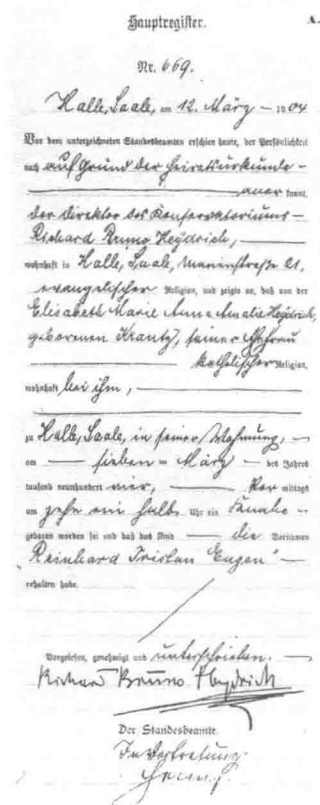 Hauptregister.
A.
Nr. 669.
Halle, Saale, am 12. März 1904
Vor dem unterzeichneten Standesbeamten erschien heute, der Persönlichkeit
nach auf Grund der Heiratsurkunde
aner kannt,
der Direktor des Konservatoriums
Richard Bruno Heydrich,
wohnhaft in Halle, Saale, Marienstraße 21,
evangelischer Religion, und zeigte an, daß von der
Elisabeth Marie Anna Amalie Heydrich,
geborenen Krantz, seiner Ehefrau
katholischer Religion,
wohnhaft bei ihm,
zu Halle, Saale, in seiner Wohnung,
am sieben ten März des Jahres
tausend neunhundert vier, Vor mittags
um zehn ein halb Uhr ein Knabe
geboren worden sei und daß das Kind die Vornamen
"Reinhard Tristan Eugen"
erhalten habe.
Vorgelesen, genehmigt und unterschrieben.
Richard Bruno Heydrich
Der Standesbeamte.
In Vertretung.